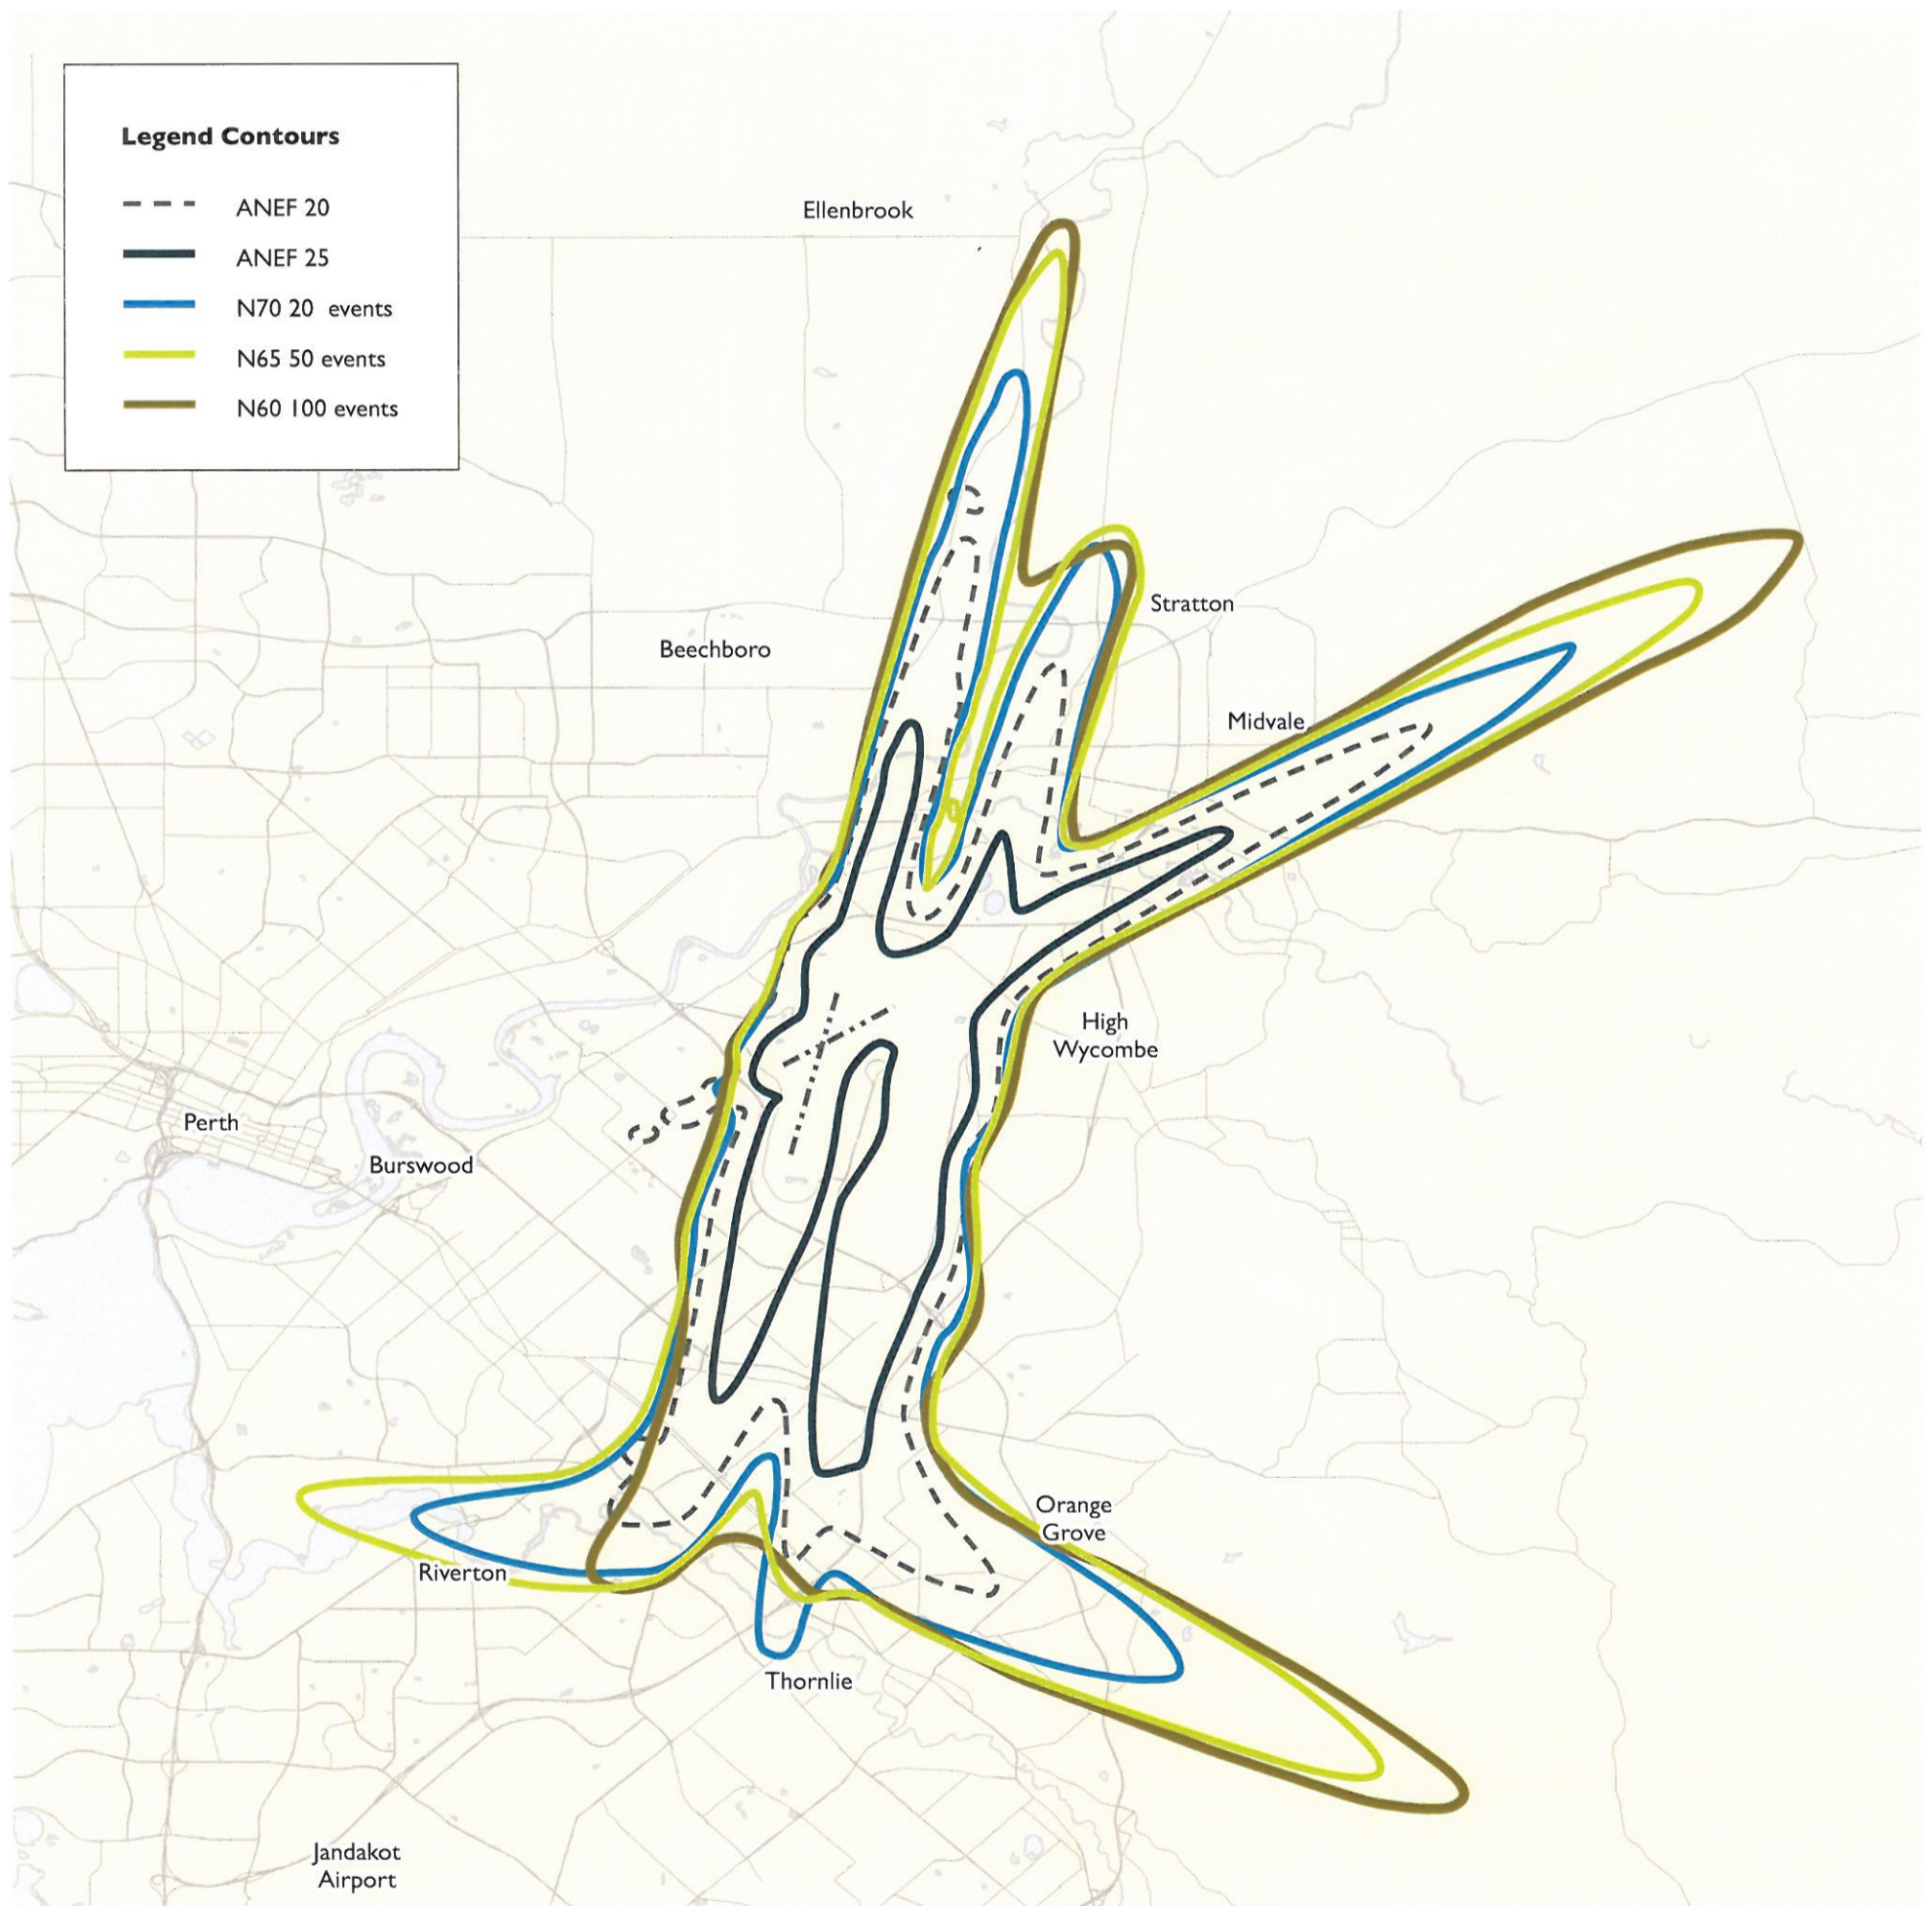 Legend Contours
ANEF 20
ANEF 25
N70 20 events
N65 50 events
N60 100 events
Ellenbrook
Stratton
Beechboro
Midvale
High
Wycombe
Perth
Burswood
Orange
Grove
Riverton
Thornlie
Jandakot
Airport